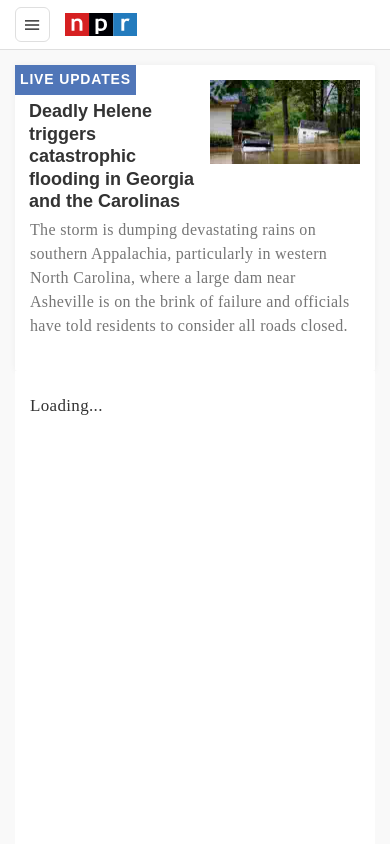 npr
LIVE UPDATES
Deadly Helene
triggers
catastrophic
flooding in Georgia
and the Carolinas
The storm is dumping devastating rains on
southern Appalachia, particularly in western
North Carolina, where a large dam near
Asheville is on the brink of failure and officials
have told residents to consider all roads closed.
Loading...